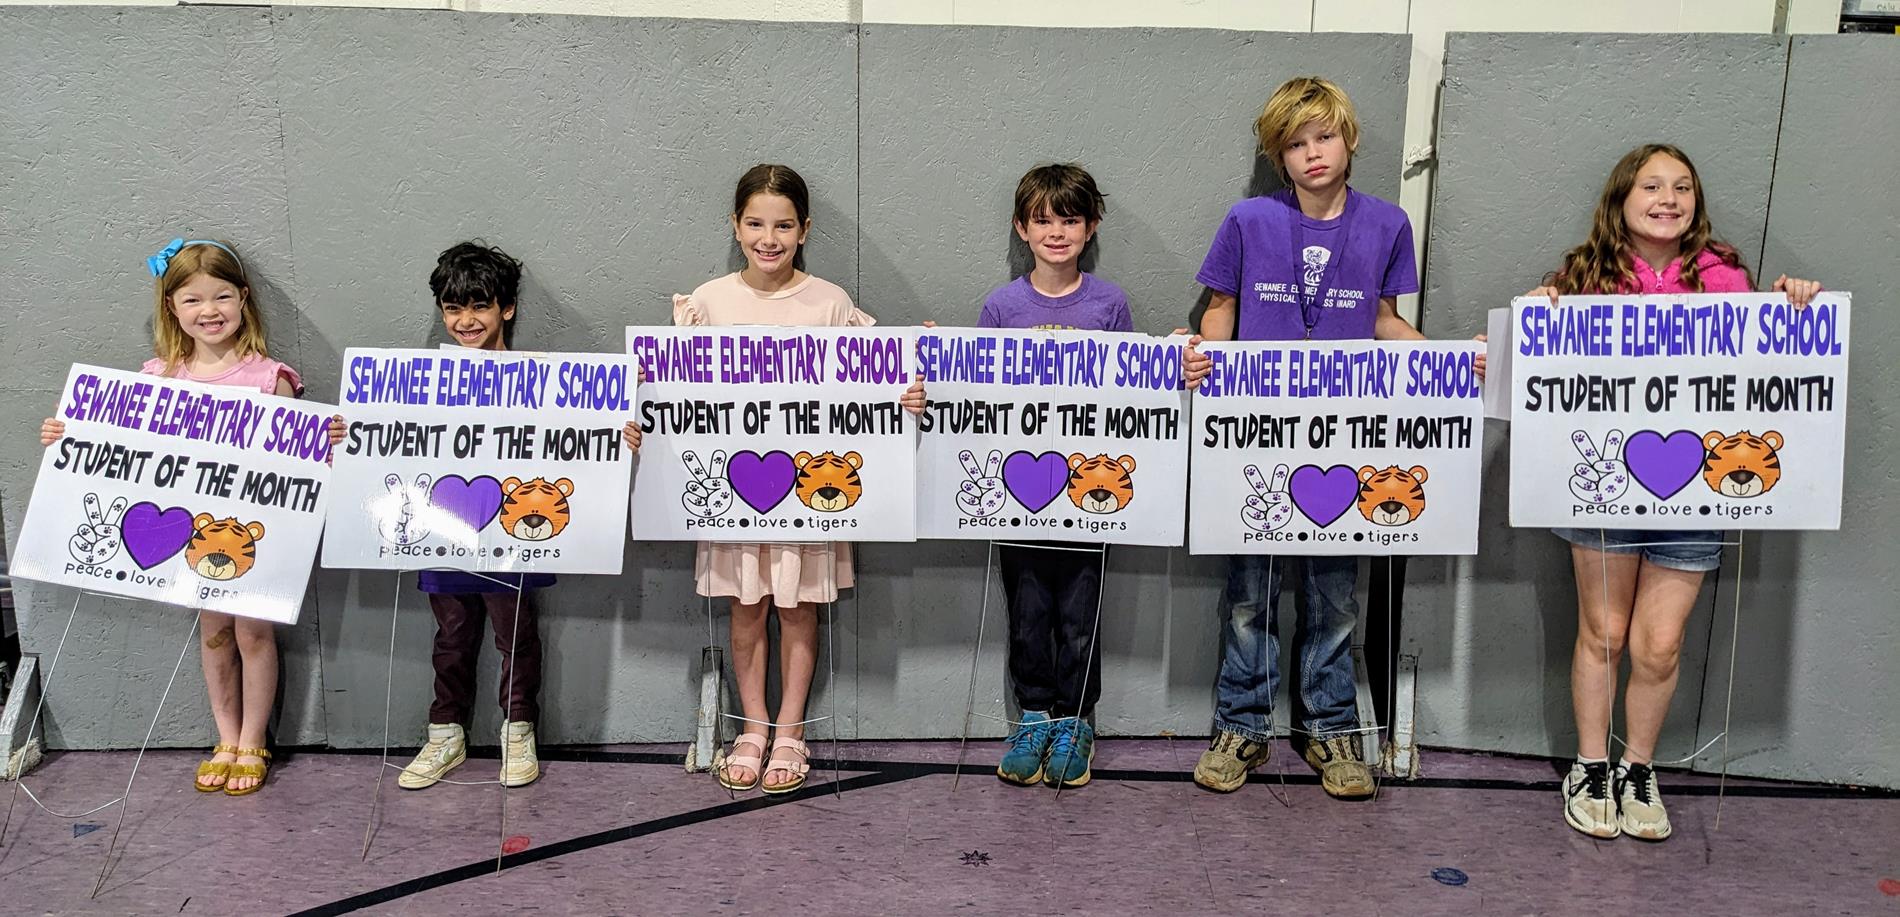 SEWANEE ELEMENTARY SCHOOL
STUDENT OF THE MONTH
peace●love tigers
SEWANEE ELEMENTARY SCHOOL
STUDENT OF THE MONTH
peace●love●tigers
SEWANEE ELEMENTARY SCHOOL
STUDENT OF THE MONTH
peace●love●tigers
SEWANEE ELEMENTARY SCHOOL
STUDENT OF THE MONTH
peace●love●tigers
SEWANEE ELEMENTARY SCHOOL
PHYSICAL FITNESS AWARD
SEWANEE ELEMENTARY SCHOOL
STUDENT OF THE MONTH
peace●love●tigers
SEWANEE ELEMENTARY SCHOOL
STUDENT OF THE MONTH
peace●love●tigers